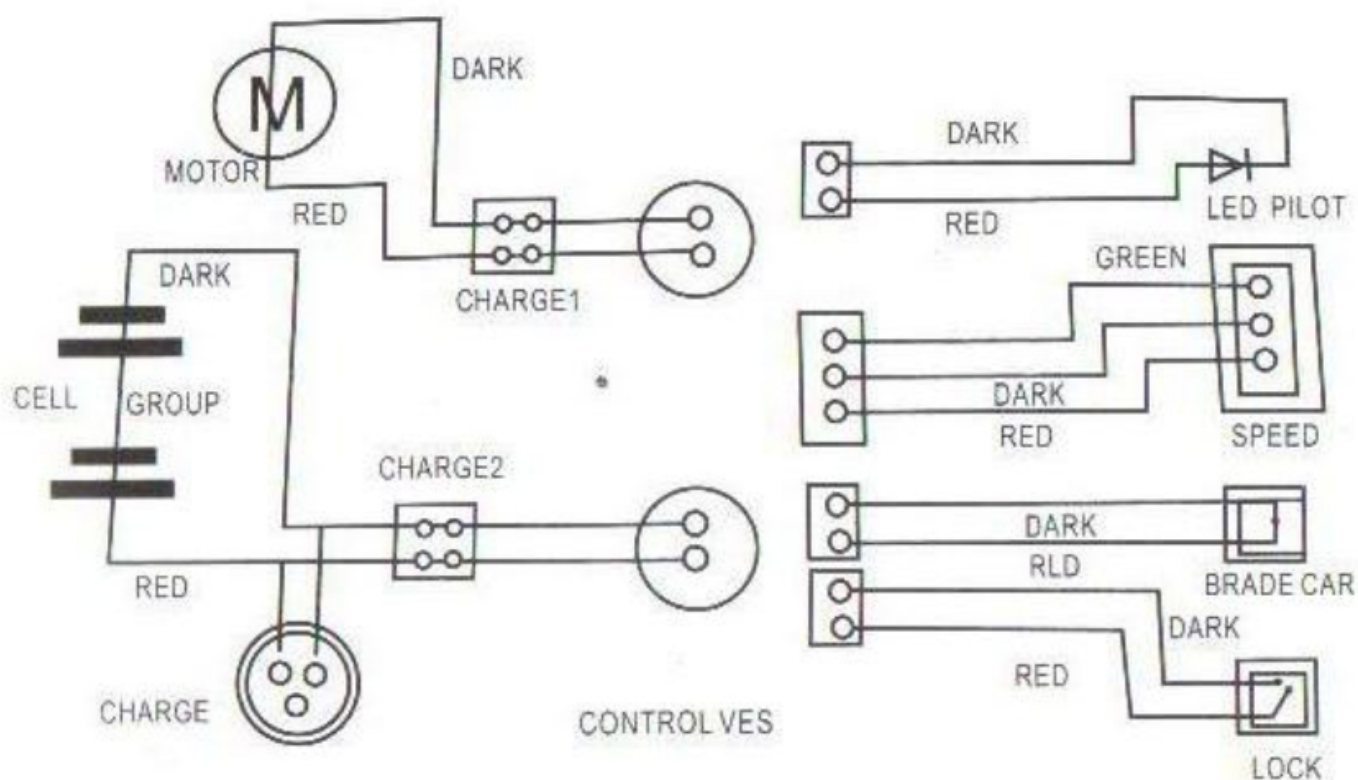 M
MOTOR
DARK
RED
CHARGE1
DARK
CELL GROUP
CHARGE2
RED
CHARGE
CONTROL VES
DARK
RED
LED PILOT
GREEN
DARK
RED
SPEED
DARK
RLD
BRADE CAR
DARK
RED
LOCK